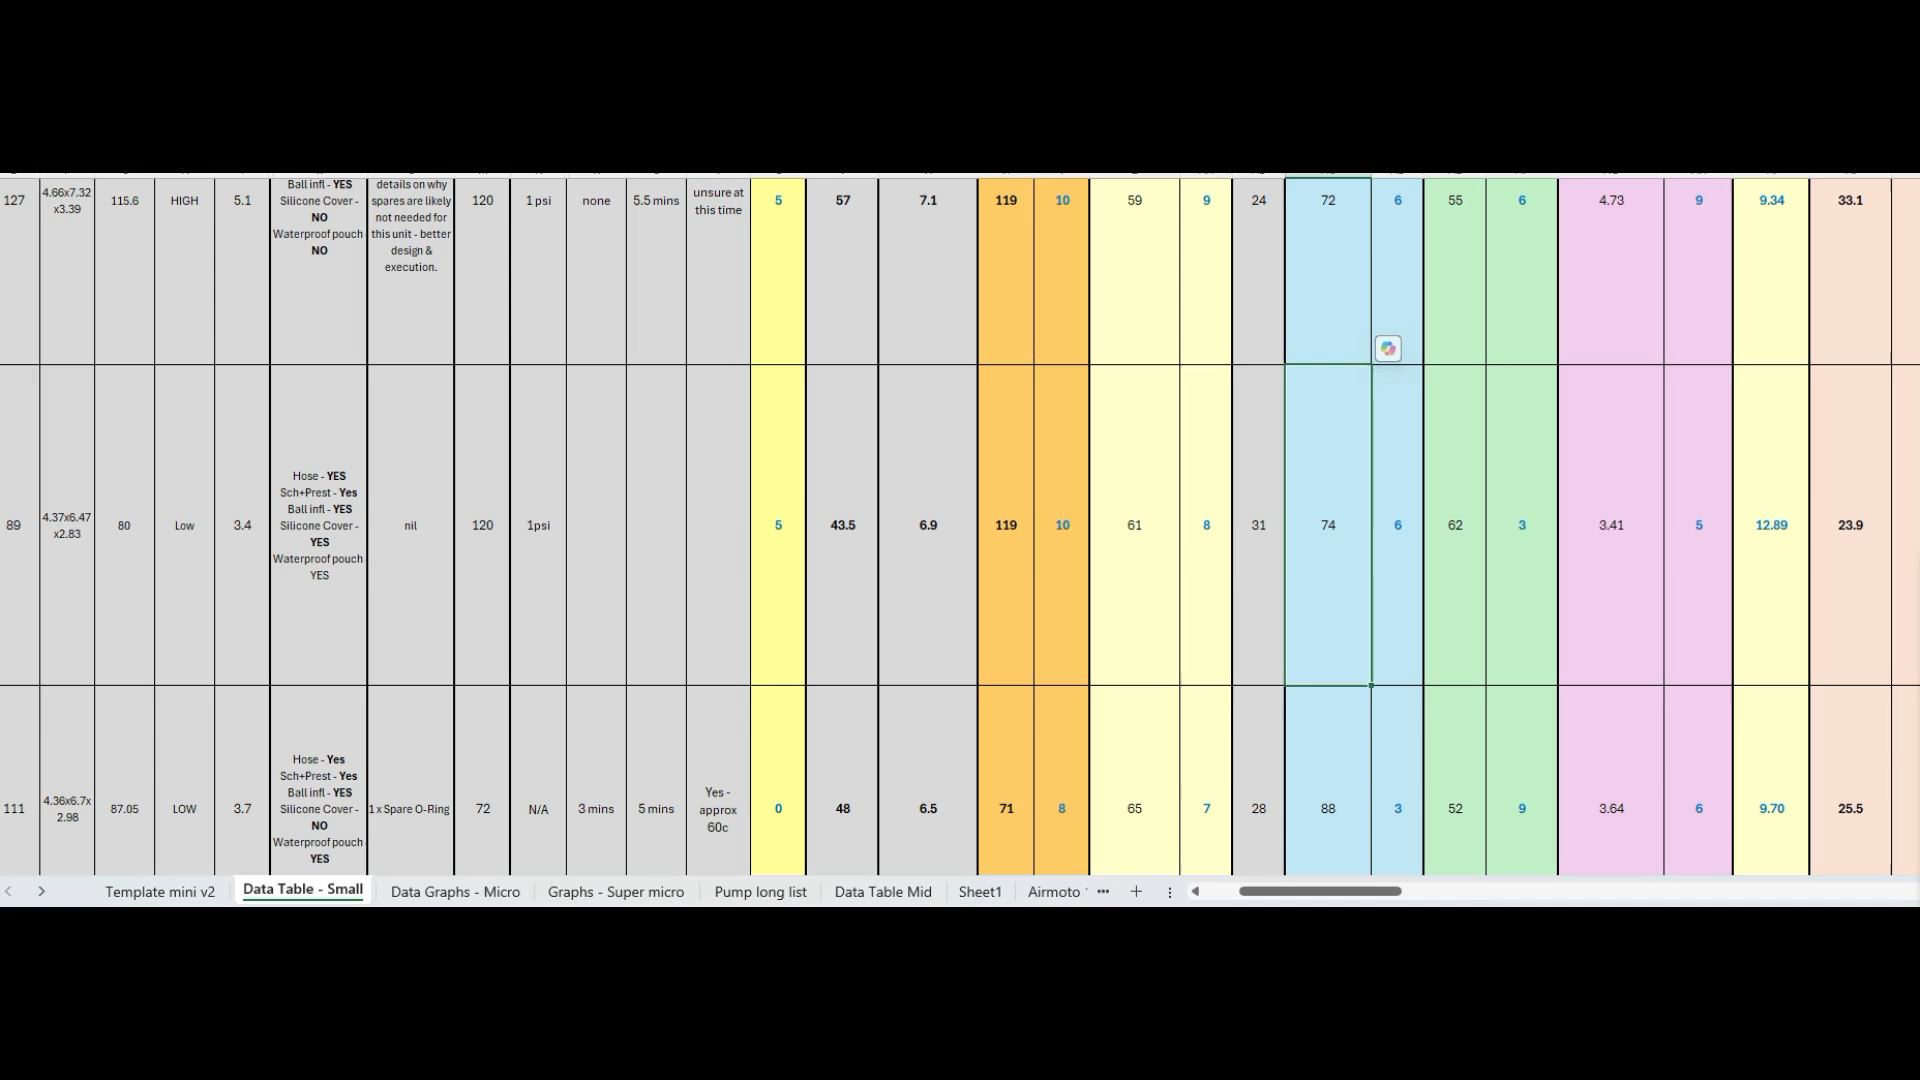 127 4.66x7.32 x3.39 115.6 HIGH 5.1 Ball infl - YES Silicone Cover - NO Waterproof pouch NO details on why spares are likely not needed for this unit - better design & execution. 120 1 psi none 5.5 mins unsure at this time 5 57 7.1 119 10 59 9 24 72 6 55 6 4.73 9 9.34 33.1
89 4.37x6.47 x2.83 80 Low 3.4 Hose - YES Sch+Prest - Yes Ball infl - YES Silicone Cover - YES Waterproof pouch YES nil 120 1psi 5 43.5 6.9 119 10 61 8 31 74 6 62 3 3.41 5 12.89 23.9
111 4.36x6.7x 2.98 87.05 LOW 3.7 Hose - Yes Sch+Prest - Yes Ball infl - YES Silicone Cover - NO Waterproof pouch YES 1 x Spare O-Ring 72 N/A 3 mins 5 mins Yes - approx 60c 0 48 6.5 71 8 65 7 28 88 3 52 9 3.64 6 9.70 25.5
Template mini v2 Data Table - Small Data Graphs - Micro Graphs - Super micro Pump long list Data Table Mid Sheet1 Airmoto